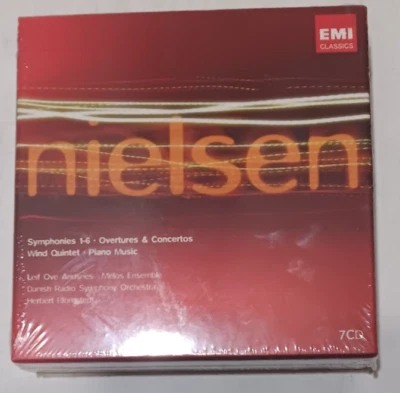 EMI
CLASSICS
nielsen
Symphonies 1-6 · Overtures & Concertos
Wind Quintet · Piano Music
Leif Ove Andsnes · Melos Ensemble
Danish Radio Symphony Orchestra
Herbert Blomstedt
7CD